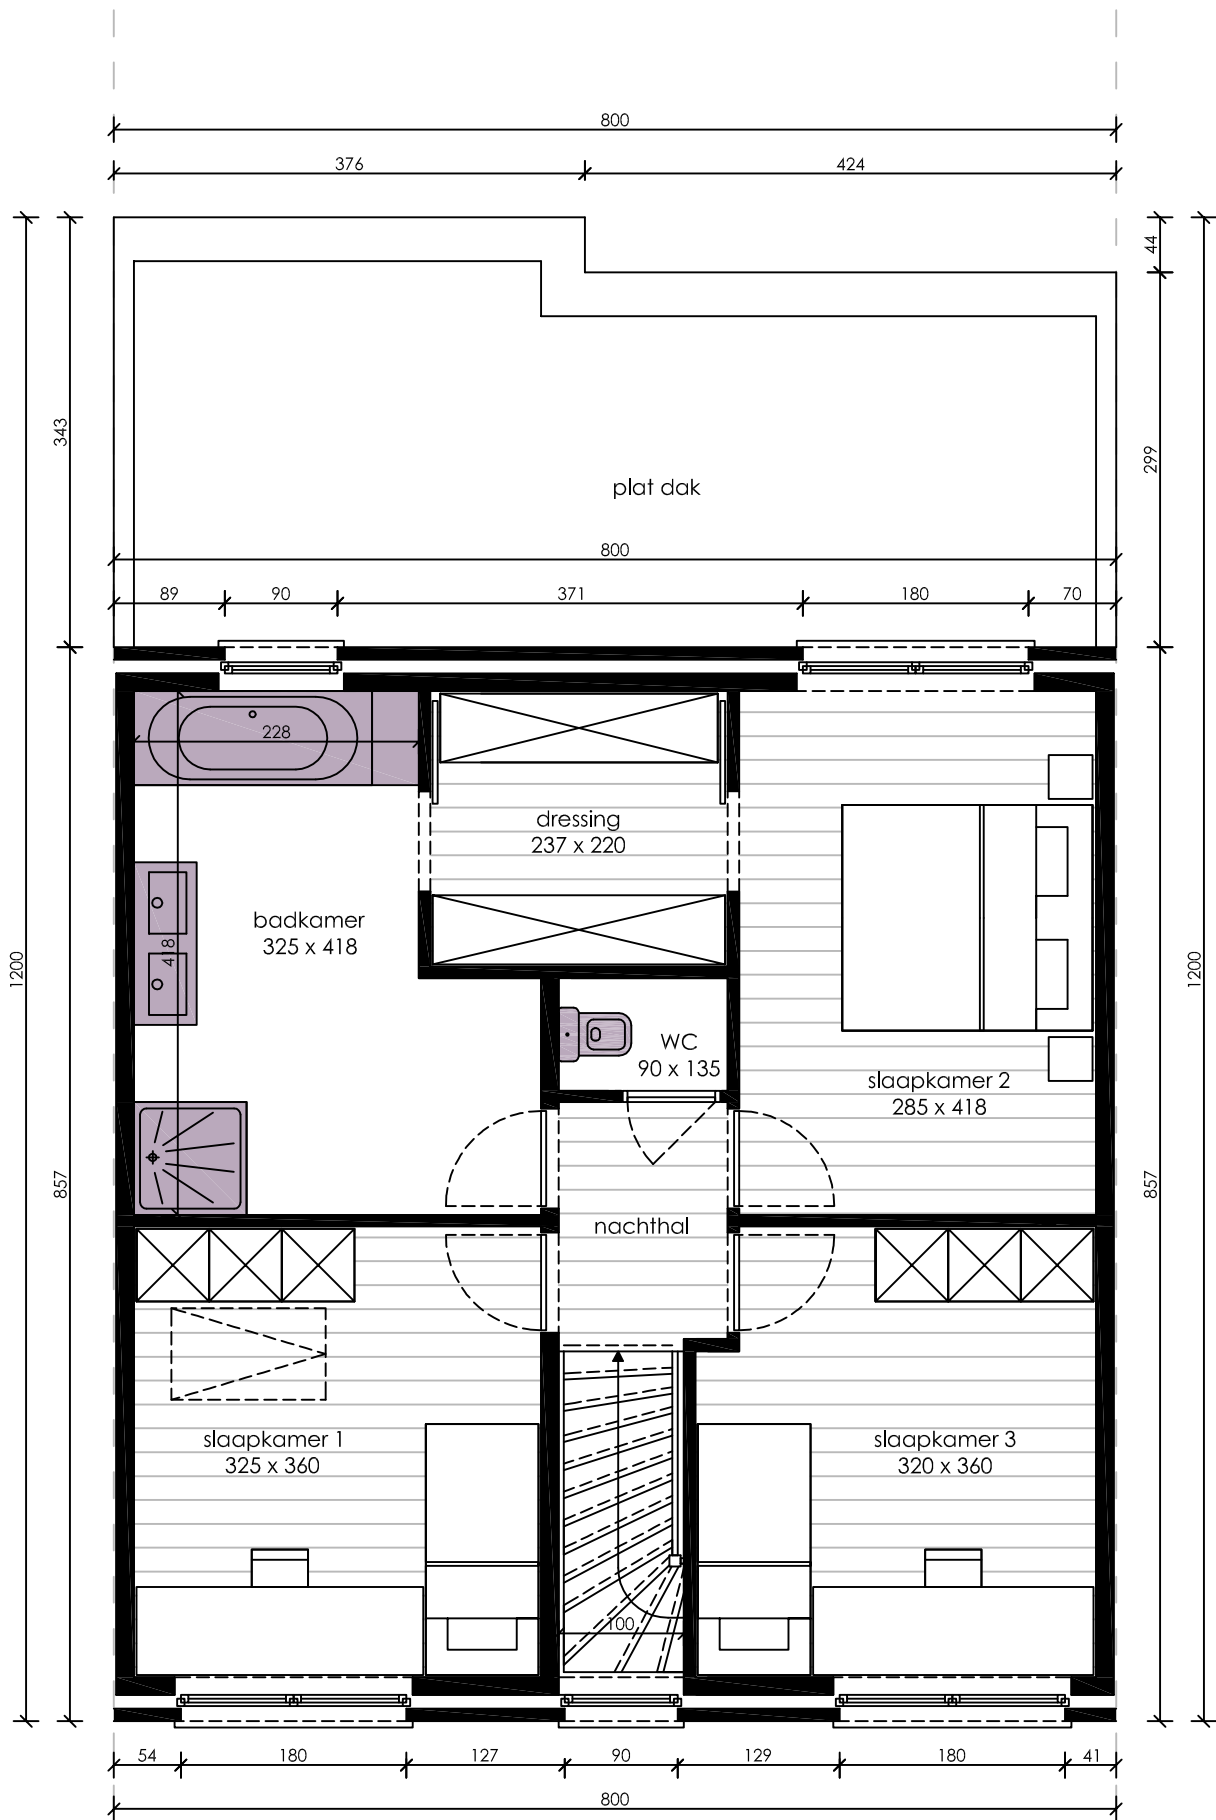 800
376
424
44
343
299
plat dak
800
89
90
371
180
70
228
dressing
237 x 220
badkamer
325 x 418
418
1200
1200
WC
90 x 135
slaapkamer 2
285 x 418
857
857
nachthal
slaapkamer 1
325 x 360
slaapkamer 3
320 x 360
100
54
180
127
90
129
180
41
800